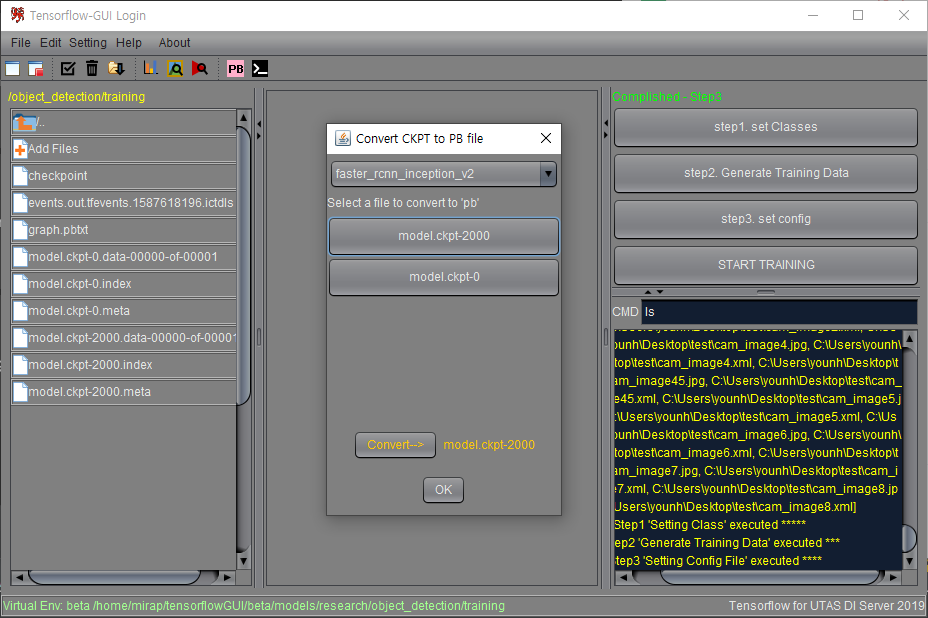 Tensorflow-GUI Login
File Edit Setting Help About
PB
/object_detection/training
/..
Add Files
checkpoint
events.out.tfevents.1587618196.ictdls
graph.pbtxt
model.ckpt-0.data-00000-of-00001
model.ckpt-0.index
model.ckpt-0.meta
model.ckpt-2000.data-00000-of-00001
model.ckpt-2000.index
model.ckpt-2000.meta
Convert CKPT to PB file
faster_rcnn_inception_v2
Select a file to convert to 'pb'
model.ckpt-2000
model.ckpt-0
Convert--> model.ckpt-2000
OK
Complished - Step3
step1. set Classes
step2. Generate Training Data
step3. set config
START TRAINING
CMD ls
cam_image4.jpg, C:\Users\younh\
top\test\cam_image4.xml, C:\Users\
am_image45.jpg, C:\Users\younh\Desktop\test\cam_
e45.xml, C:\Users\younh\Desktop\test\cam_image5.j
:\Users\younh\Desktop\test\cam_image5.xml, C:\Us
ounh\Desktop\test\cam_image6.jpg, C:\Users\younh\
top\test\cam_image6.xml, C:\Users\younh\Desktop\t
am_image7.jpg, C:\Users\younh\Desktop\test\cam_i
e7.xml, C:\Users\younh\Desktop\test\cam_image8.jp
Users\younh\Desktop\test\cam_image8.xml]
Step1 'Setting Class' executed *****
ep2 'Generate Training Data' executed ***
tep3 'Setting Config File' executed ****
Virtual Env: beta /home/mirap/tensorflowGUI/beta/models/research/object_detection/training
Tensorflow for UTAS DI Server 2019